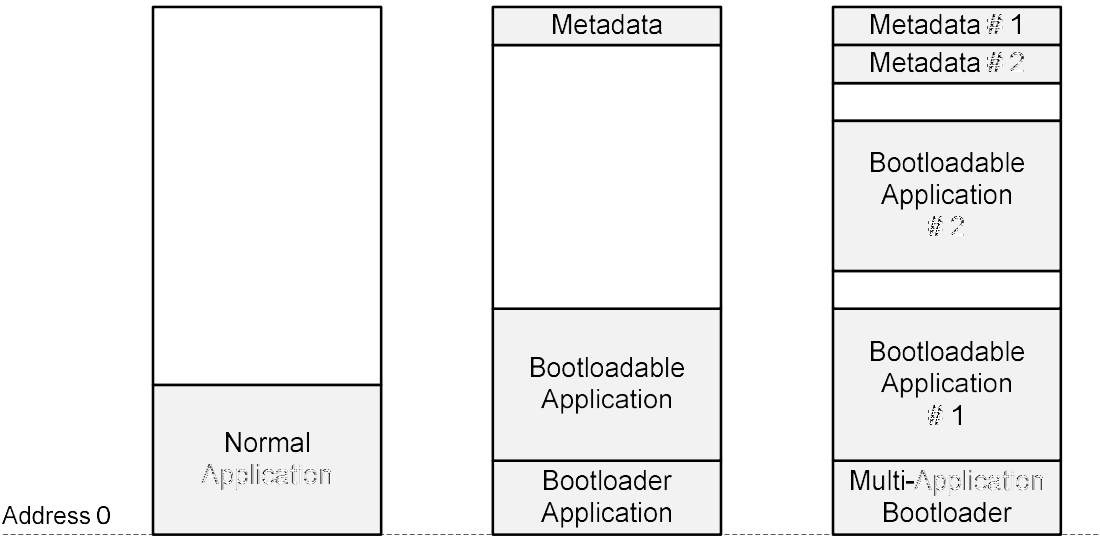 Metadata
Metadata # 1
Metadata # 2
Bootloadable
Application
# 2
Bootloadable
Application
Bootloadable
Application
# 1
Normal
Application
Bootloader
Application
Multi-Application
Bootloader
Address 0